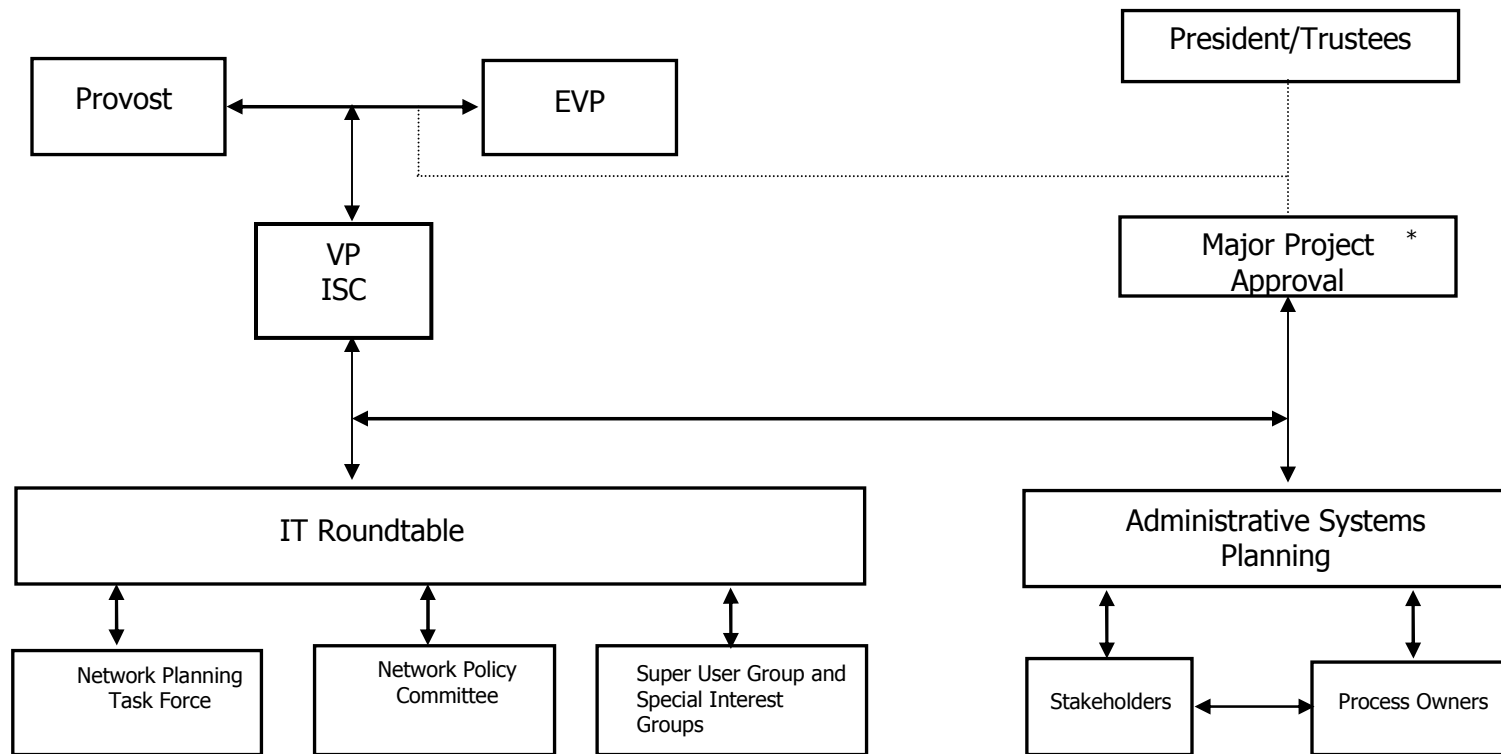 President/Trustees
Provost
EVP
VP
ISC
Major Project *
Approval
IT Roundtable
Administrative Systems
Planning
Network Planning
Task Force
Network Policy
Committee
Super User Group and
Special Interest
Groups
Stakeholders
Process Owners